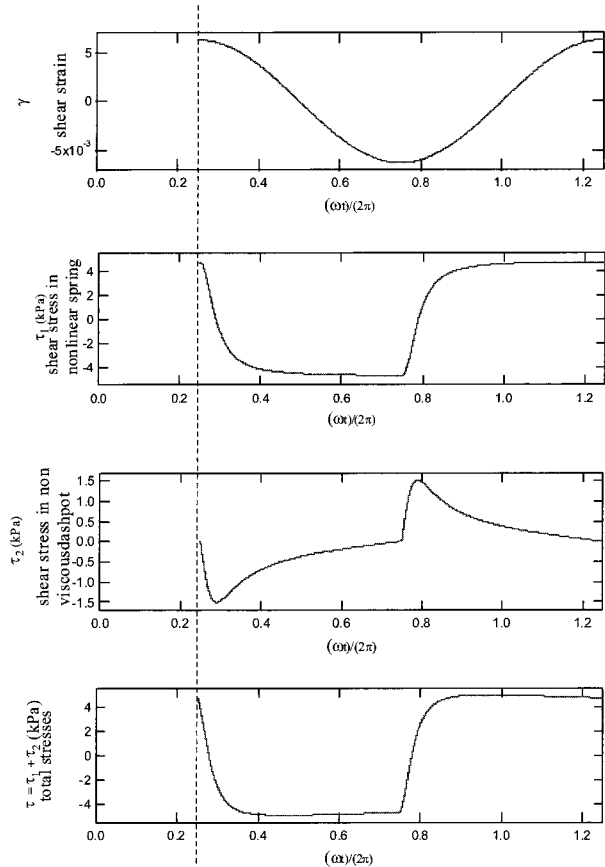 γ
shear strain
5
0
-5x10-3
0.0 0.2 0.4 0.6 0.8 1.0 1.2
(ωt)/(2π)
τ1 (kPa)
shear stress in
nonlinear spring
4
2
0
-2
-4
0.0 0.2 0.4 0.6 0.8 1.0 1.2
(ωt)/(2π)
τ2 (kPa)
shear stress in non
viscousdashpot
1.5
1.0
0.5
0.0
-0.5
-1.0
-1.5
0.0 0.2 0.4 0.6 0.8 1.0 1.2
(ωt)/(2π)
τ = τ1 + τ2 (kPa)
total stresses
4
2
0
-2
-4
0.0 0.2 0.4 0.6 0.8 1.0 1.2
(ωt)/(2π)